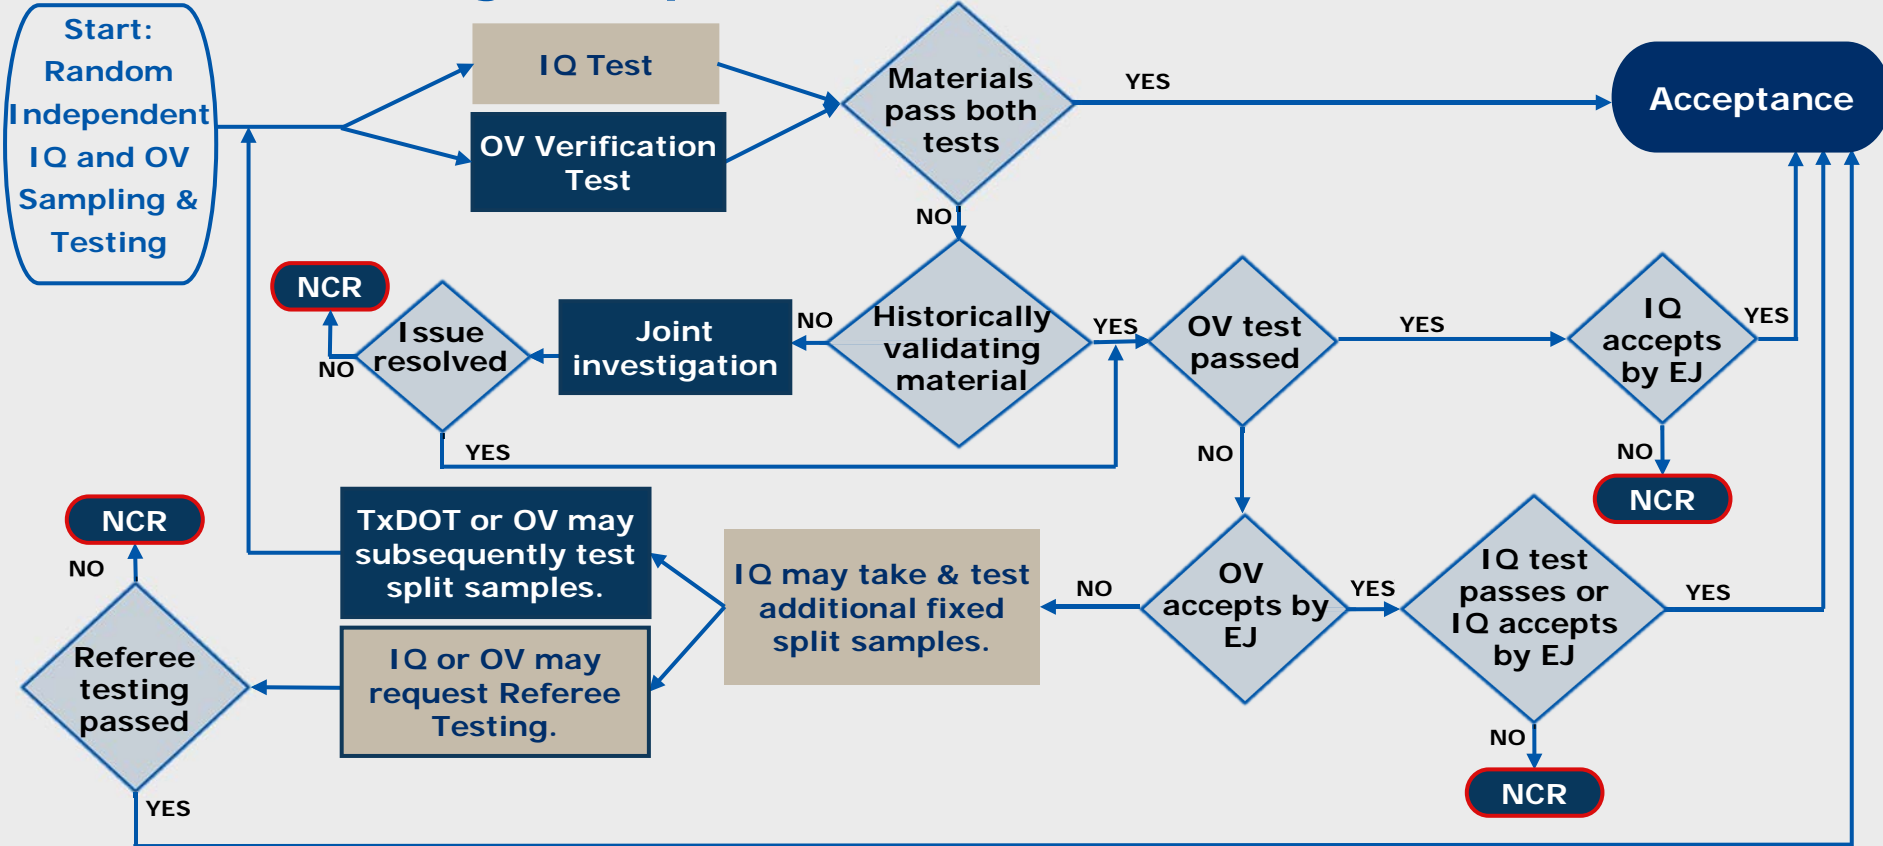 Start:
Random
Independent
IQ and OV
Sampling &
Testing
IQ Test
OV Verification
Test
Materials
pass both
tests
YES
Acceptance
NO
NCR
NO
Issue
resolved
YES
Joint
investigation
NO
Historically
validating
material
YES
OV test
passed
YES
IQ
accepts
by EJ
YES
NO
NCR
NO
NCR
NO
Referee
testing
passed
YES
TxDOT or OV may
subsequently test
split samples.
IQ or OV may
request Referee
Testing.
IQ may take & test
additional fixed
split samples.
NO
OV
accepts by
EJ
YES
IQ test
passes or
IQ accepts
by EJ
YES
NO
NCR